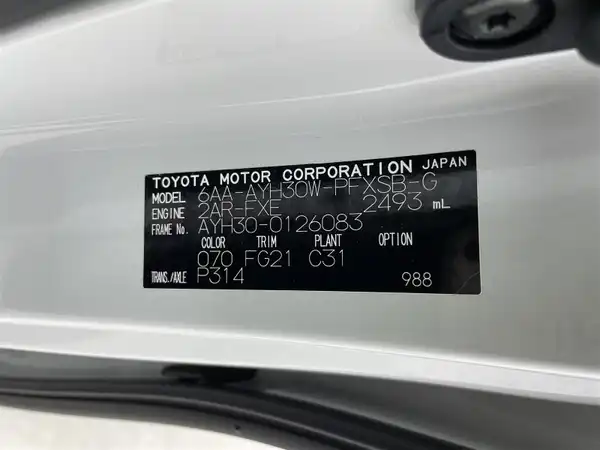 TOYOTA MOTOR CORPORATION JAPAN
MODEL 6AA-AYH30W-PFXSB-G
ENGINE 2AR-FXE 2493 mL
FRAME No. AYH30-0126083
COLOR TRIM PLANT OPTION
070 FG21 C31
TRANS./AXLE P314 988